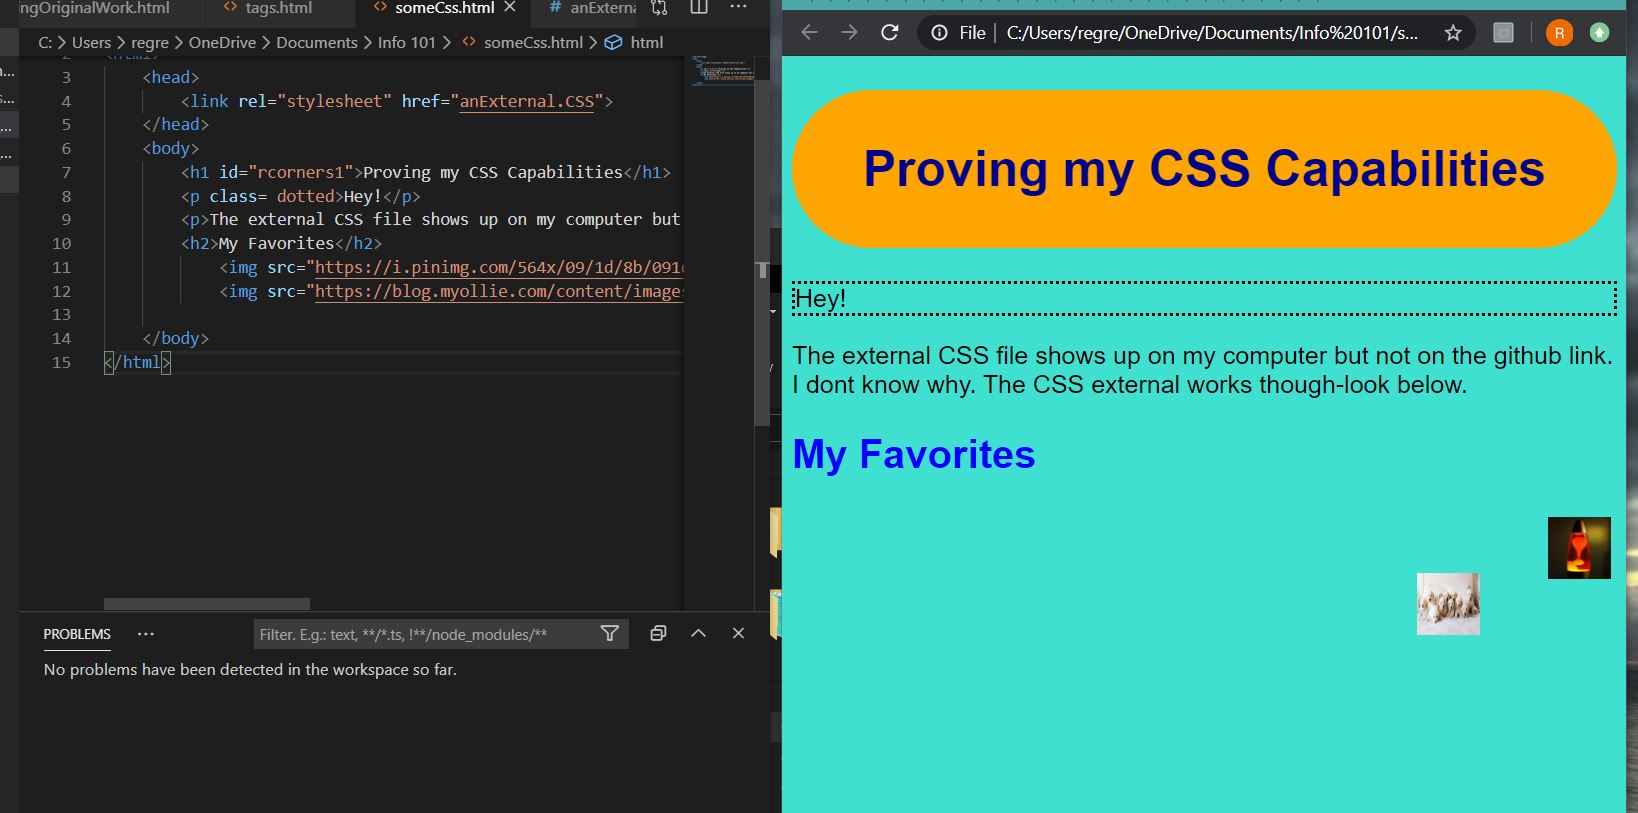 ingOriginalWork.html
tags.html
someCss.html
# anExterna
C: > Users > regre > OneDrive > Documents > Info 101 > someCss.html > html
3 <head>
4 <link rel="stylesheet" href="anExternal.CSS">
5 </head>
6 <body>
7 <h1 id="rcorners1">Proving my CSS Capabilities</h1>
8 <p class= dotted>Hey!</p>
9 <p>The external CSS file shows up on my computer but
10 <h2>My Favorites</h2>
11 <img src="https://i.pinimg.com/564x/09/1d/8b/091
12 <img src="https://blog.myollie.com/content/image
13
14 </body>
15 </html>
PROBLEMS
Filter. E.g.: text, **/*.ts, !**/node_modules/**
No problems have been detected in the workspace so far.
File | C:/Users/regre/OneDrive/Documents/Info%20101/s...
R
Proving my CSS Capabilities
Hey!
The external CSS file shows up on my computer but not on the github link.
I dont know why. The CSS external works though-look below.
My Favorites